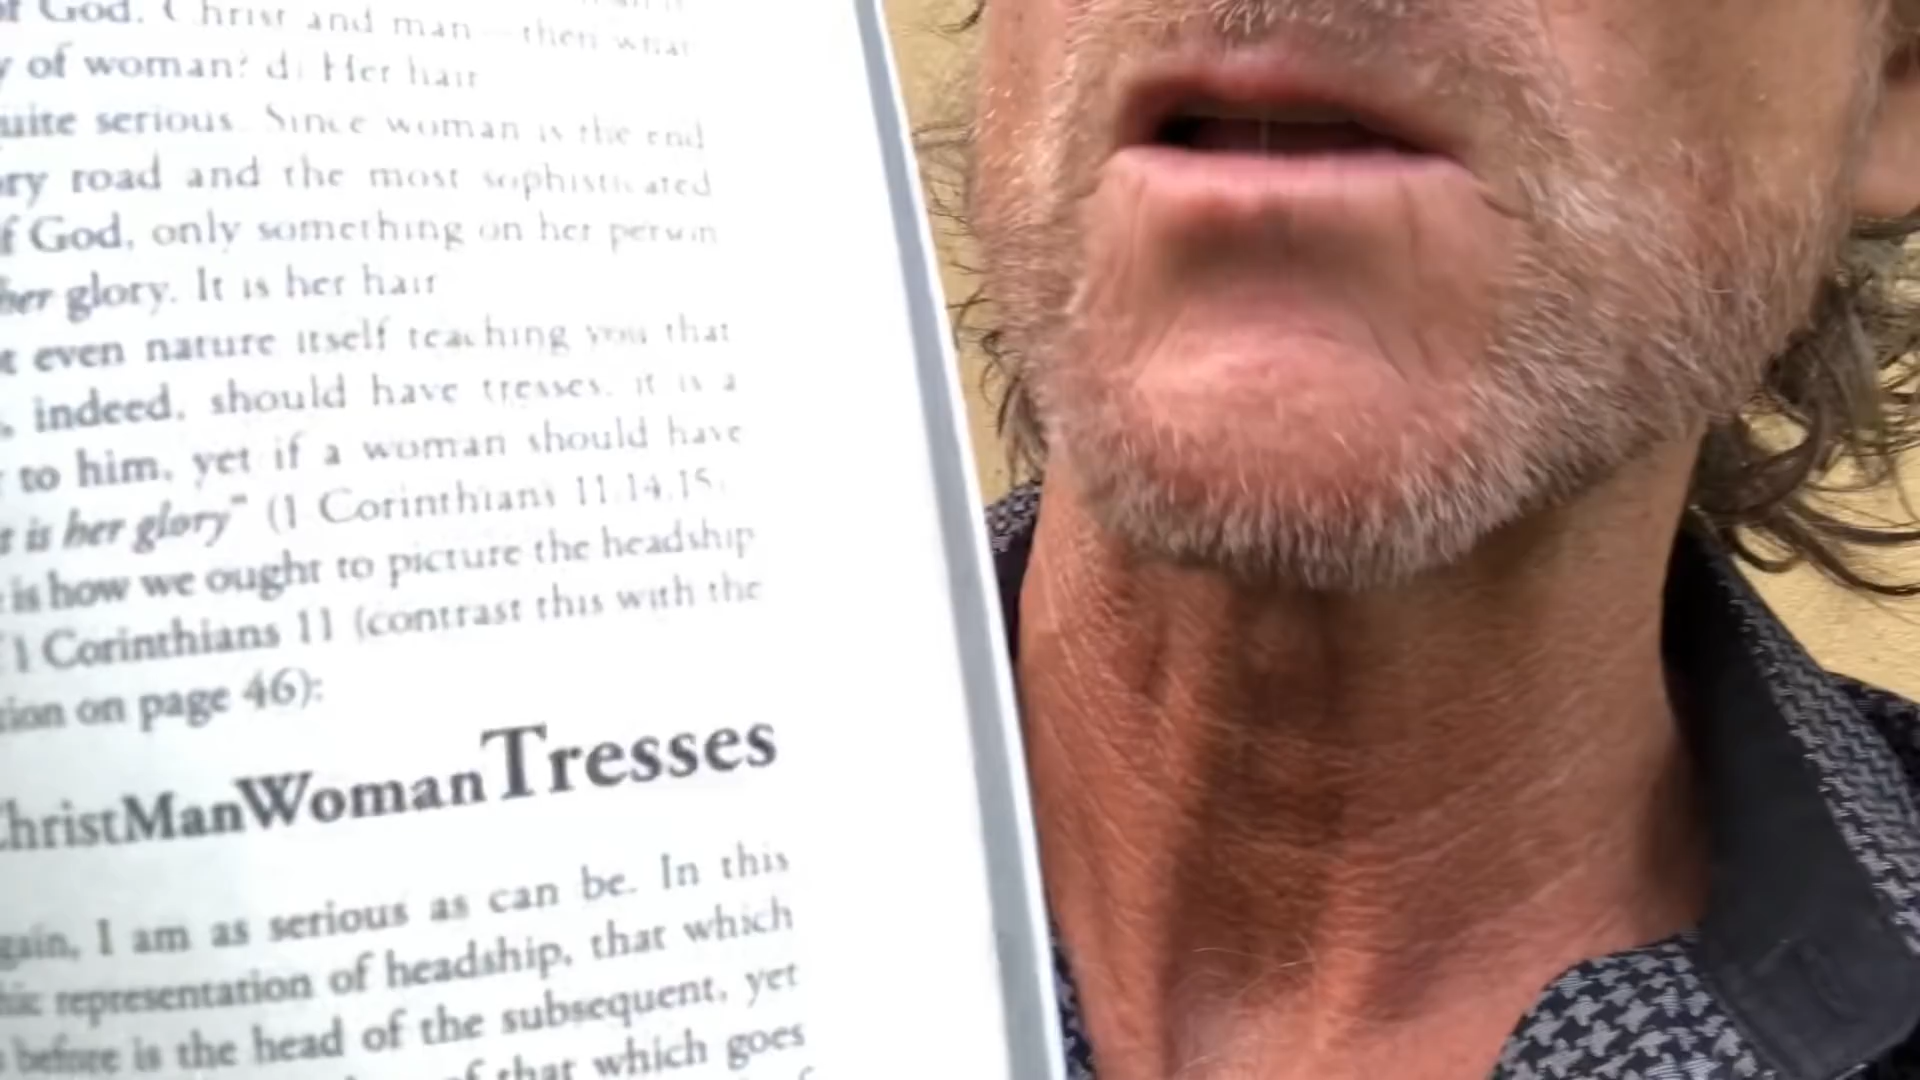 of God. Christ and man—then what
of woman? d) Her hair
serious. Since woman is the end
road and the most sophisticated
God, only something on her person
her glory. It is her hair
even nature itself teaching you that
indeed, should have tresses, it is a
to him, yet if a woman should have
is her glory" (1 Corinthians 11:14,15
is how we ought to picture the headship
1 Corinthians 11 (contrast this with the
on page 46):
ChristManWomanTresses
I am as serious as can be. In this
representation of headship, that which
before is the head of the subsequent, yet
of that which goes